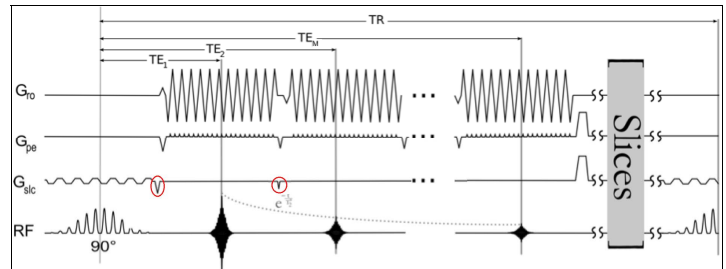 TR
TE_M
TE_2
TE_1
G_ro
G_pe
Slices
G_slc
RF
90°